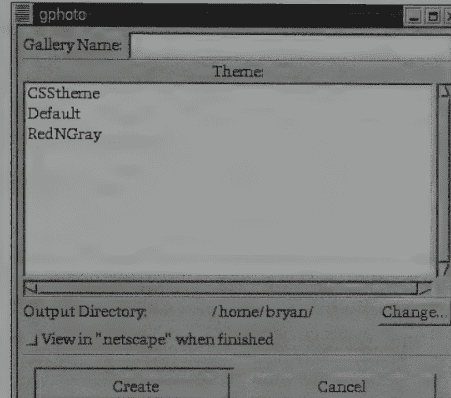 gphoto
Gallery Name:
Theme:
CSStheme
Default
RedNGray
Output Directory: /home/bryan/ Change...
View in "netscape" when finished
Create Cancel